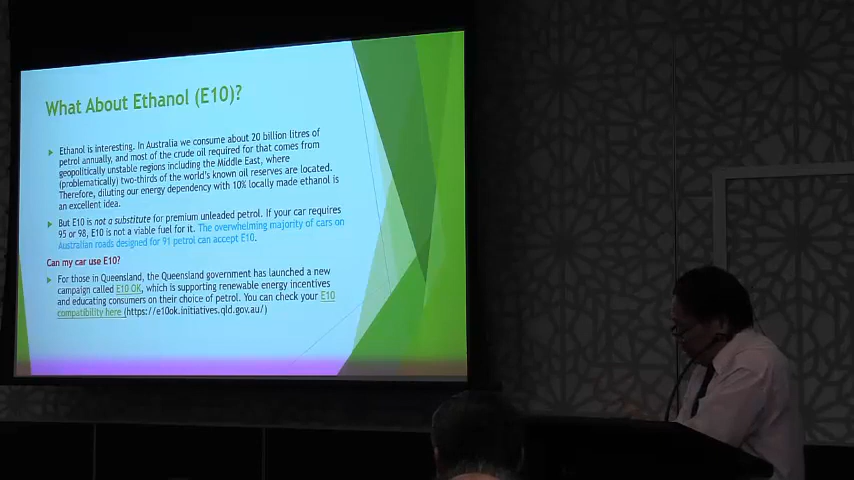 What About Ethanol (E10)?
Ethanol is interesting. In Australia we consume about 20 billion litres of
petrol annually, and most of the crude oil required for that comes from
geopolitically unstable regions including the Middle East, where
(problematically) two-thirds of the world's known oil reserves are located.
Therefore, diluting our energy dependency with 10% locally made ethanol is
an excellent idea.
But E10 is not a substitute for premium unleaded petrol. If your car requires
95 or 98, E10 is not a viable fuel for it. The overwhelming majority of cars on
Australian roads designed for 91 petrol can accept E10.
Can my car use E10?
For those in Queensland, the Queensland government has launched a new
campaign called E10 OK, which is supporting renewable energy incentives
and educating consumers on their choice of petrol. You can check your E10
compatibility here (https://e10ok.initiatives.qld.gov.au/)